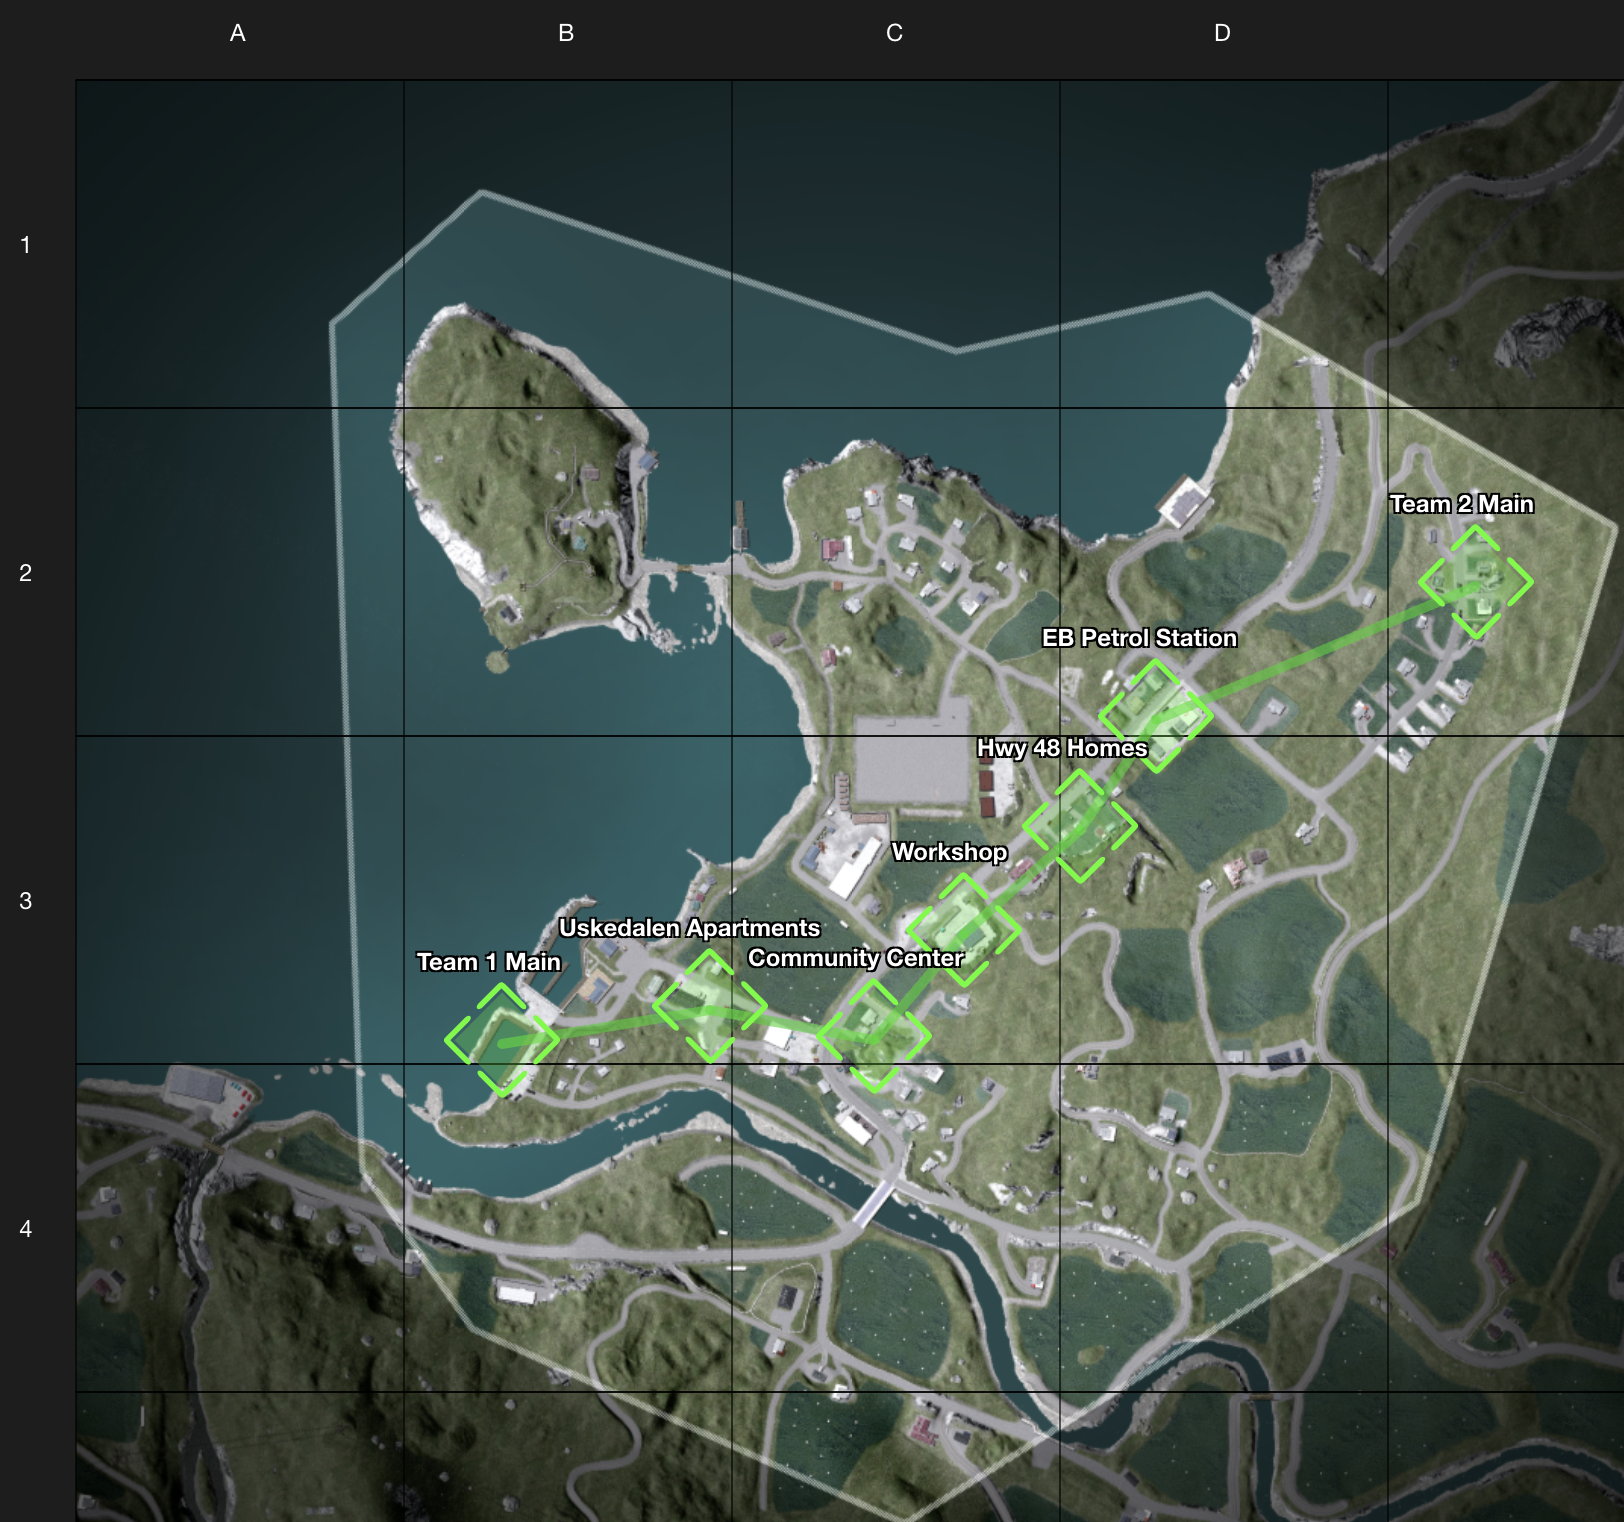 A
B
C
D
1
2
3
4
Team 2 Main
EB Petrol Station
Hwy 48 Homes
Workshop
Uskedalen Apartments
Community Center
Team 1 Main